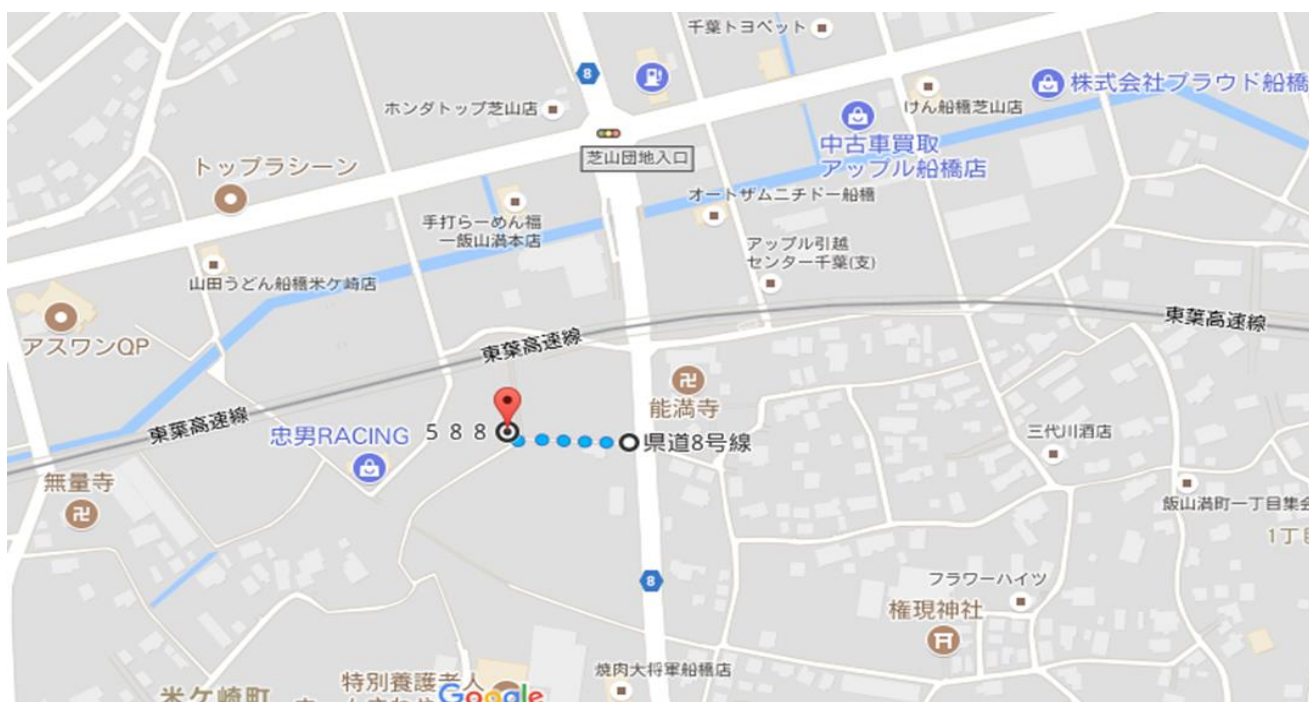 千葉トヨペット
8
株式会社プラウド船橋
ホンダトップ芝山店
けん船橋芝山店
中古車買取
アップル船橋店
芝山団地入口
トップラシーン
オートザムニチドー船橋
手打らーめん福
一飯山満本店
アップル引越
センター千葉(支)
山田うどん船橋米ケ崎店
東葉高速線
東葉高速線
アスワンQP
能満寺
東葉高速線
忠男RACING
588
県道8号線
三代川酒店
無量寺
飯山満町一丁目集会
1丁目
8
フラワーハイツ
権現神社
焼肉大将軍船橋店
特別養護老人
米ケ崎町
Google